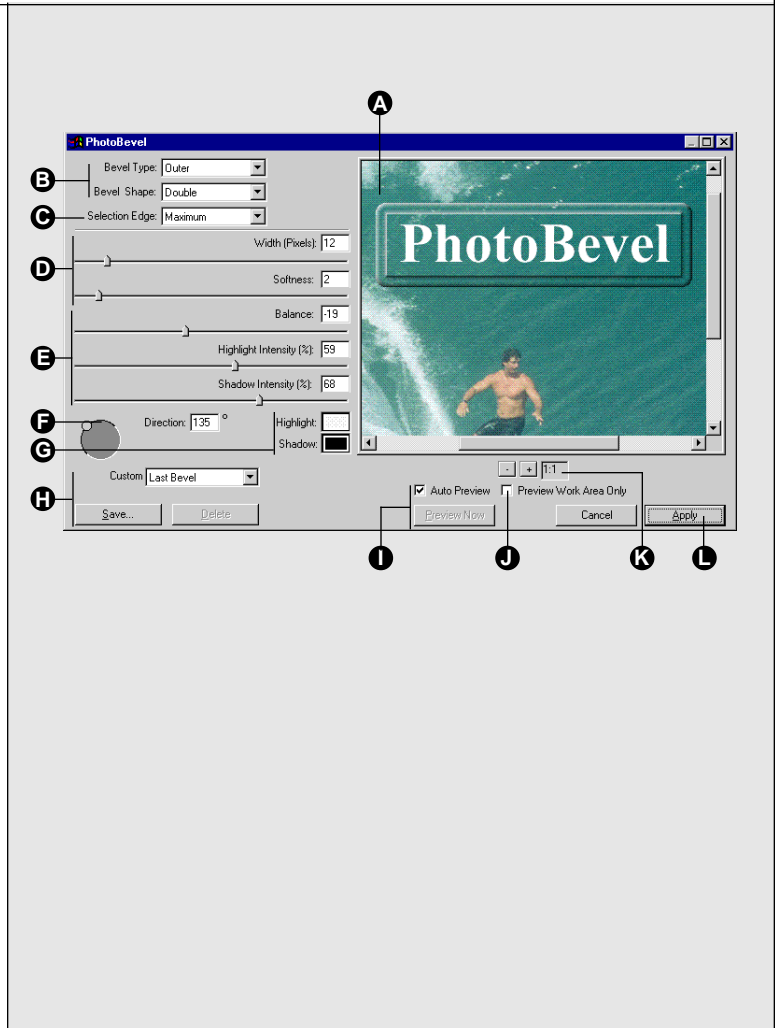 A
PhotoBevel
B
Bevel Type: Outer
Bevel Shape: Double
C
Selection Edge: Maximum
D
Width (Pixels): 12
Softness: 2
E
Balance: -19
Highlight Intensity (%): 59
Shadow Intensity (%): 68
F
Direction: 135 °
G
Highlight:
Shadow:
H
Custom Last Bevel
Save...
Delete
PhotoBevel
- + 1:1
Auto Preview
Preview Work Area Only
Preview Now
Cancel
Apply
I
J
K
L